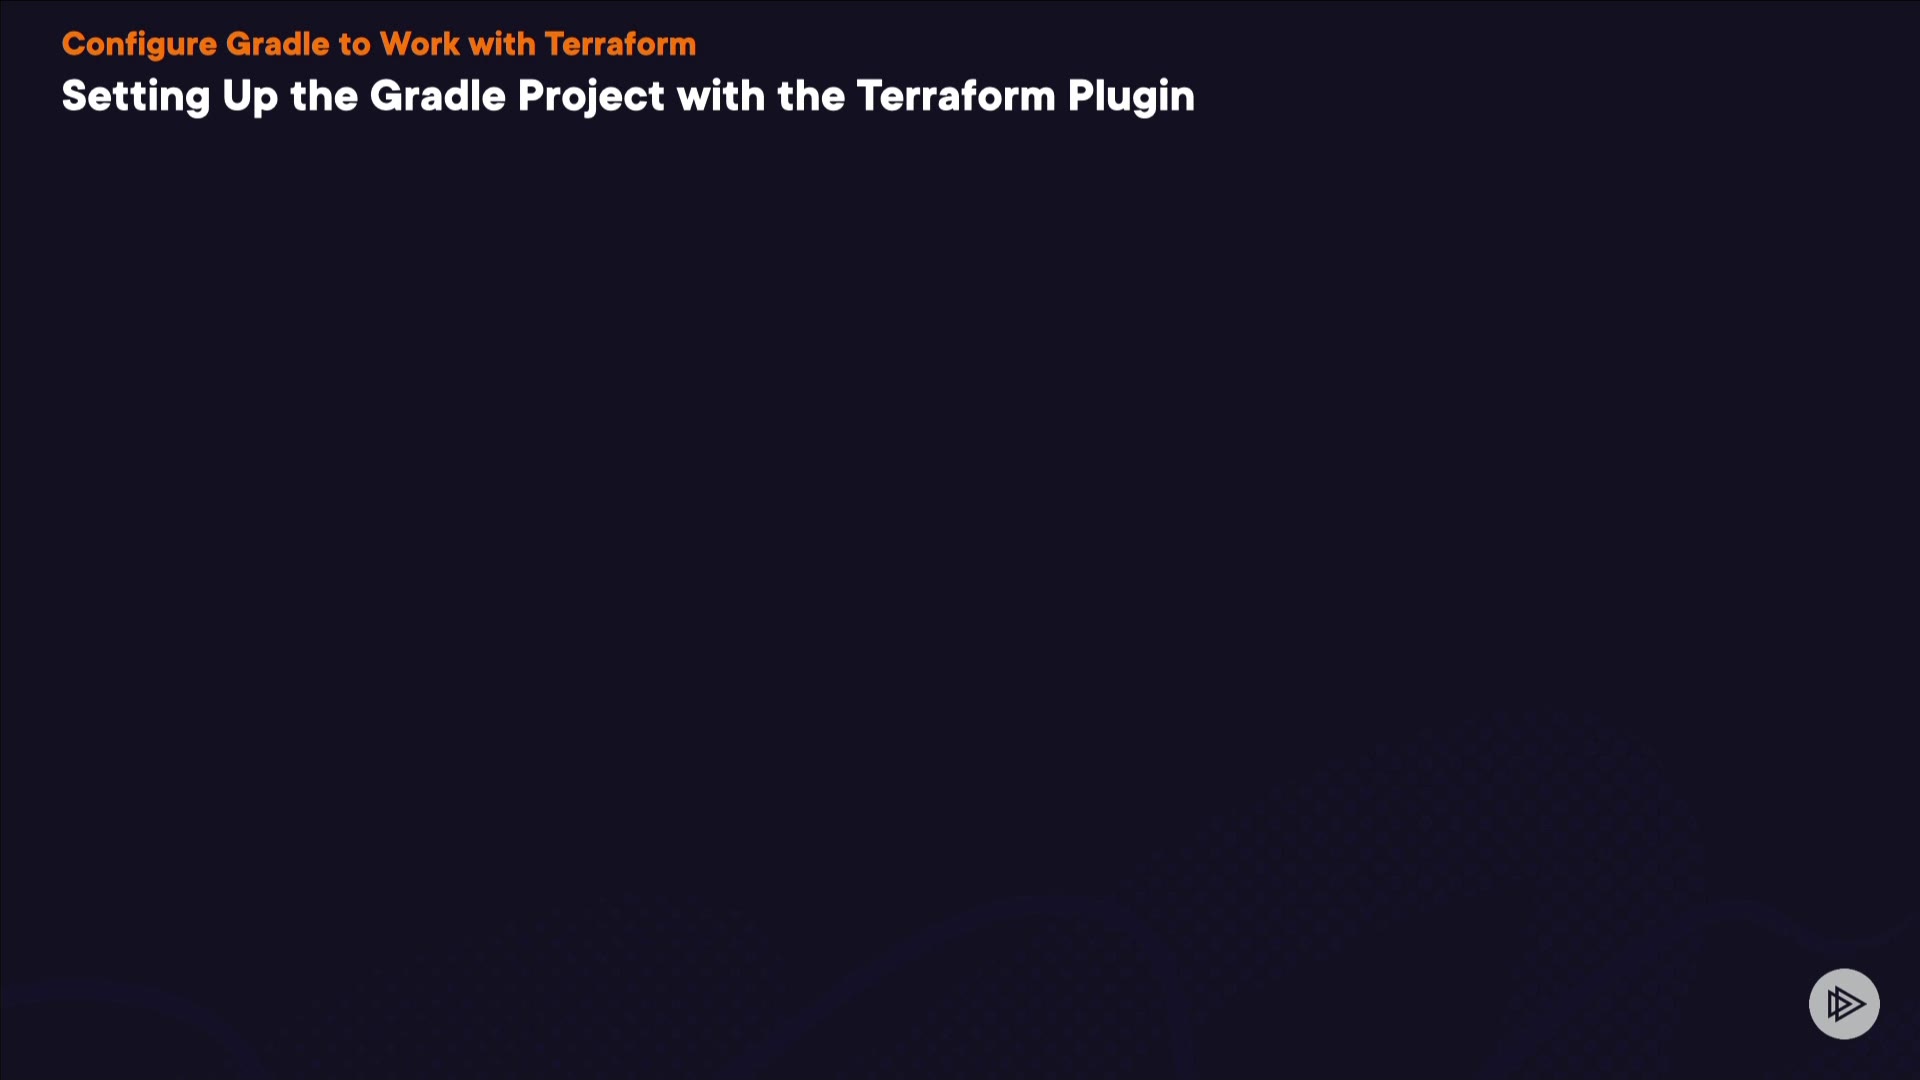 Configure Gradle to Work with Terraform
Setting Up the Gradle Project with the Terraform Plugin